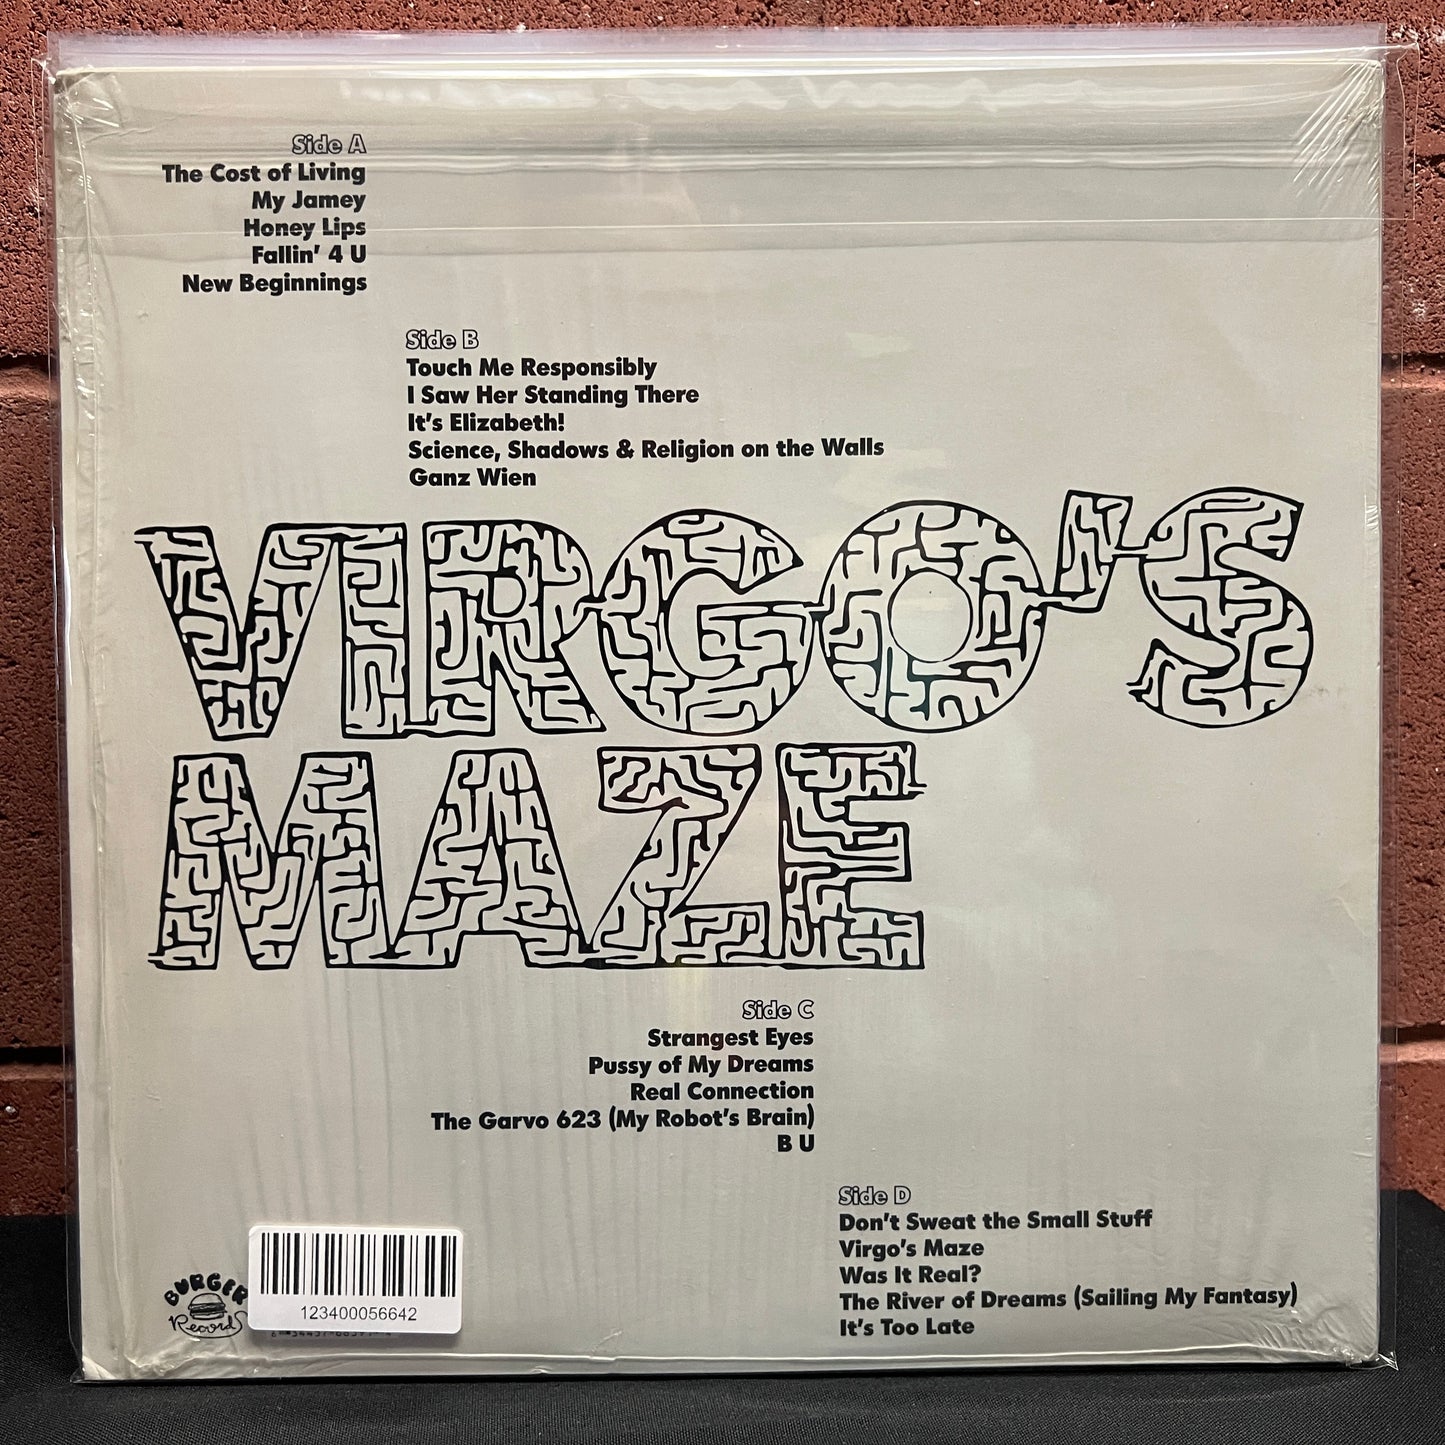 Side A
The Cost of Living
My Jamey
Honey Lips
Fallin' 4 U
New Beginnings
Side B
Touch Me Responsibly
I Saw Her Standing There
It's Elizabeth!
Science, Shadows & Religion on the Walls
Ganz Wien
VIRGO'S
MAZE
Side C
Strangest Eyes
Pussy of My Dreams
Real Connection
The Garvo 623 (My Robot's Brain)
B U
Side D
Don't Sweat the Small Stuff
Virgo's Maze
Was It Real?
The River of Dreams (Sailing My Fantasy)
It's Too Late
BURGER
Records
123400056642